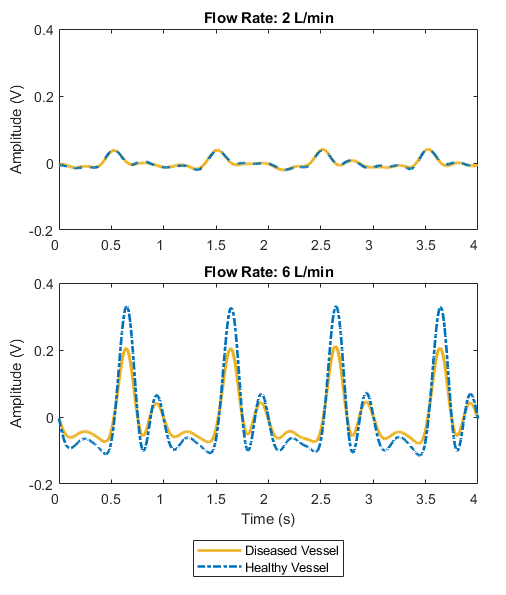 Flow Rate: 2 L/min
0.4
0.2
0
-0.2
Amplitude (V)
0 0.5 1 1.5 2 2.5 3 3.5 4
Flow Rate: 6 L/min
0.4
0.2
0
-0.2
Amplitude (V)
0 0.5 1 1.5 2 2.5 3 3.5 4
Time (s)
Diseased Vessel
Healthy Vessel